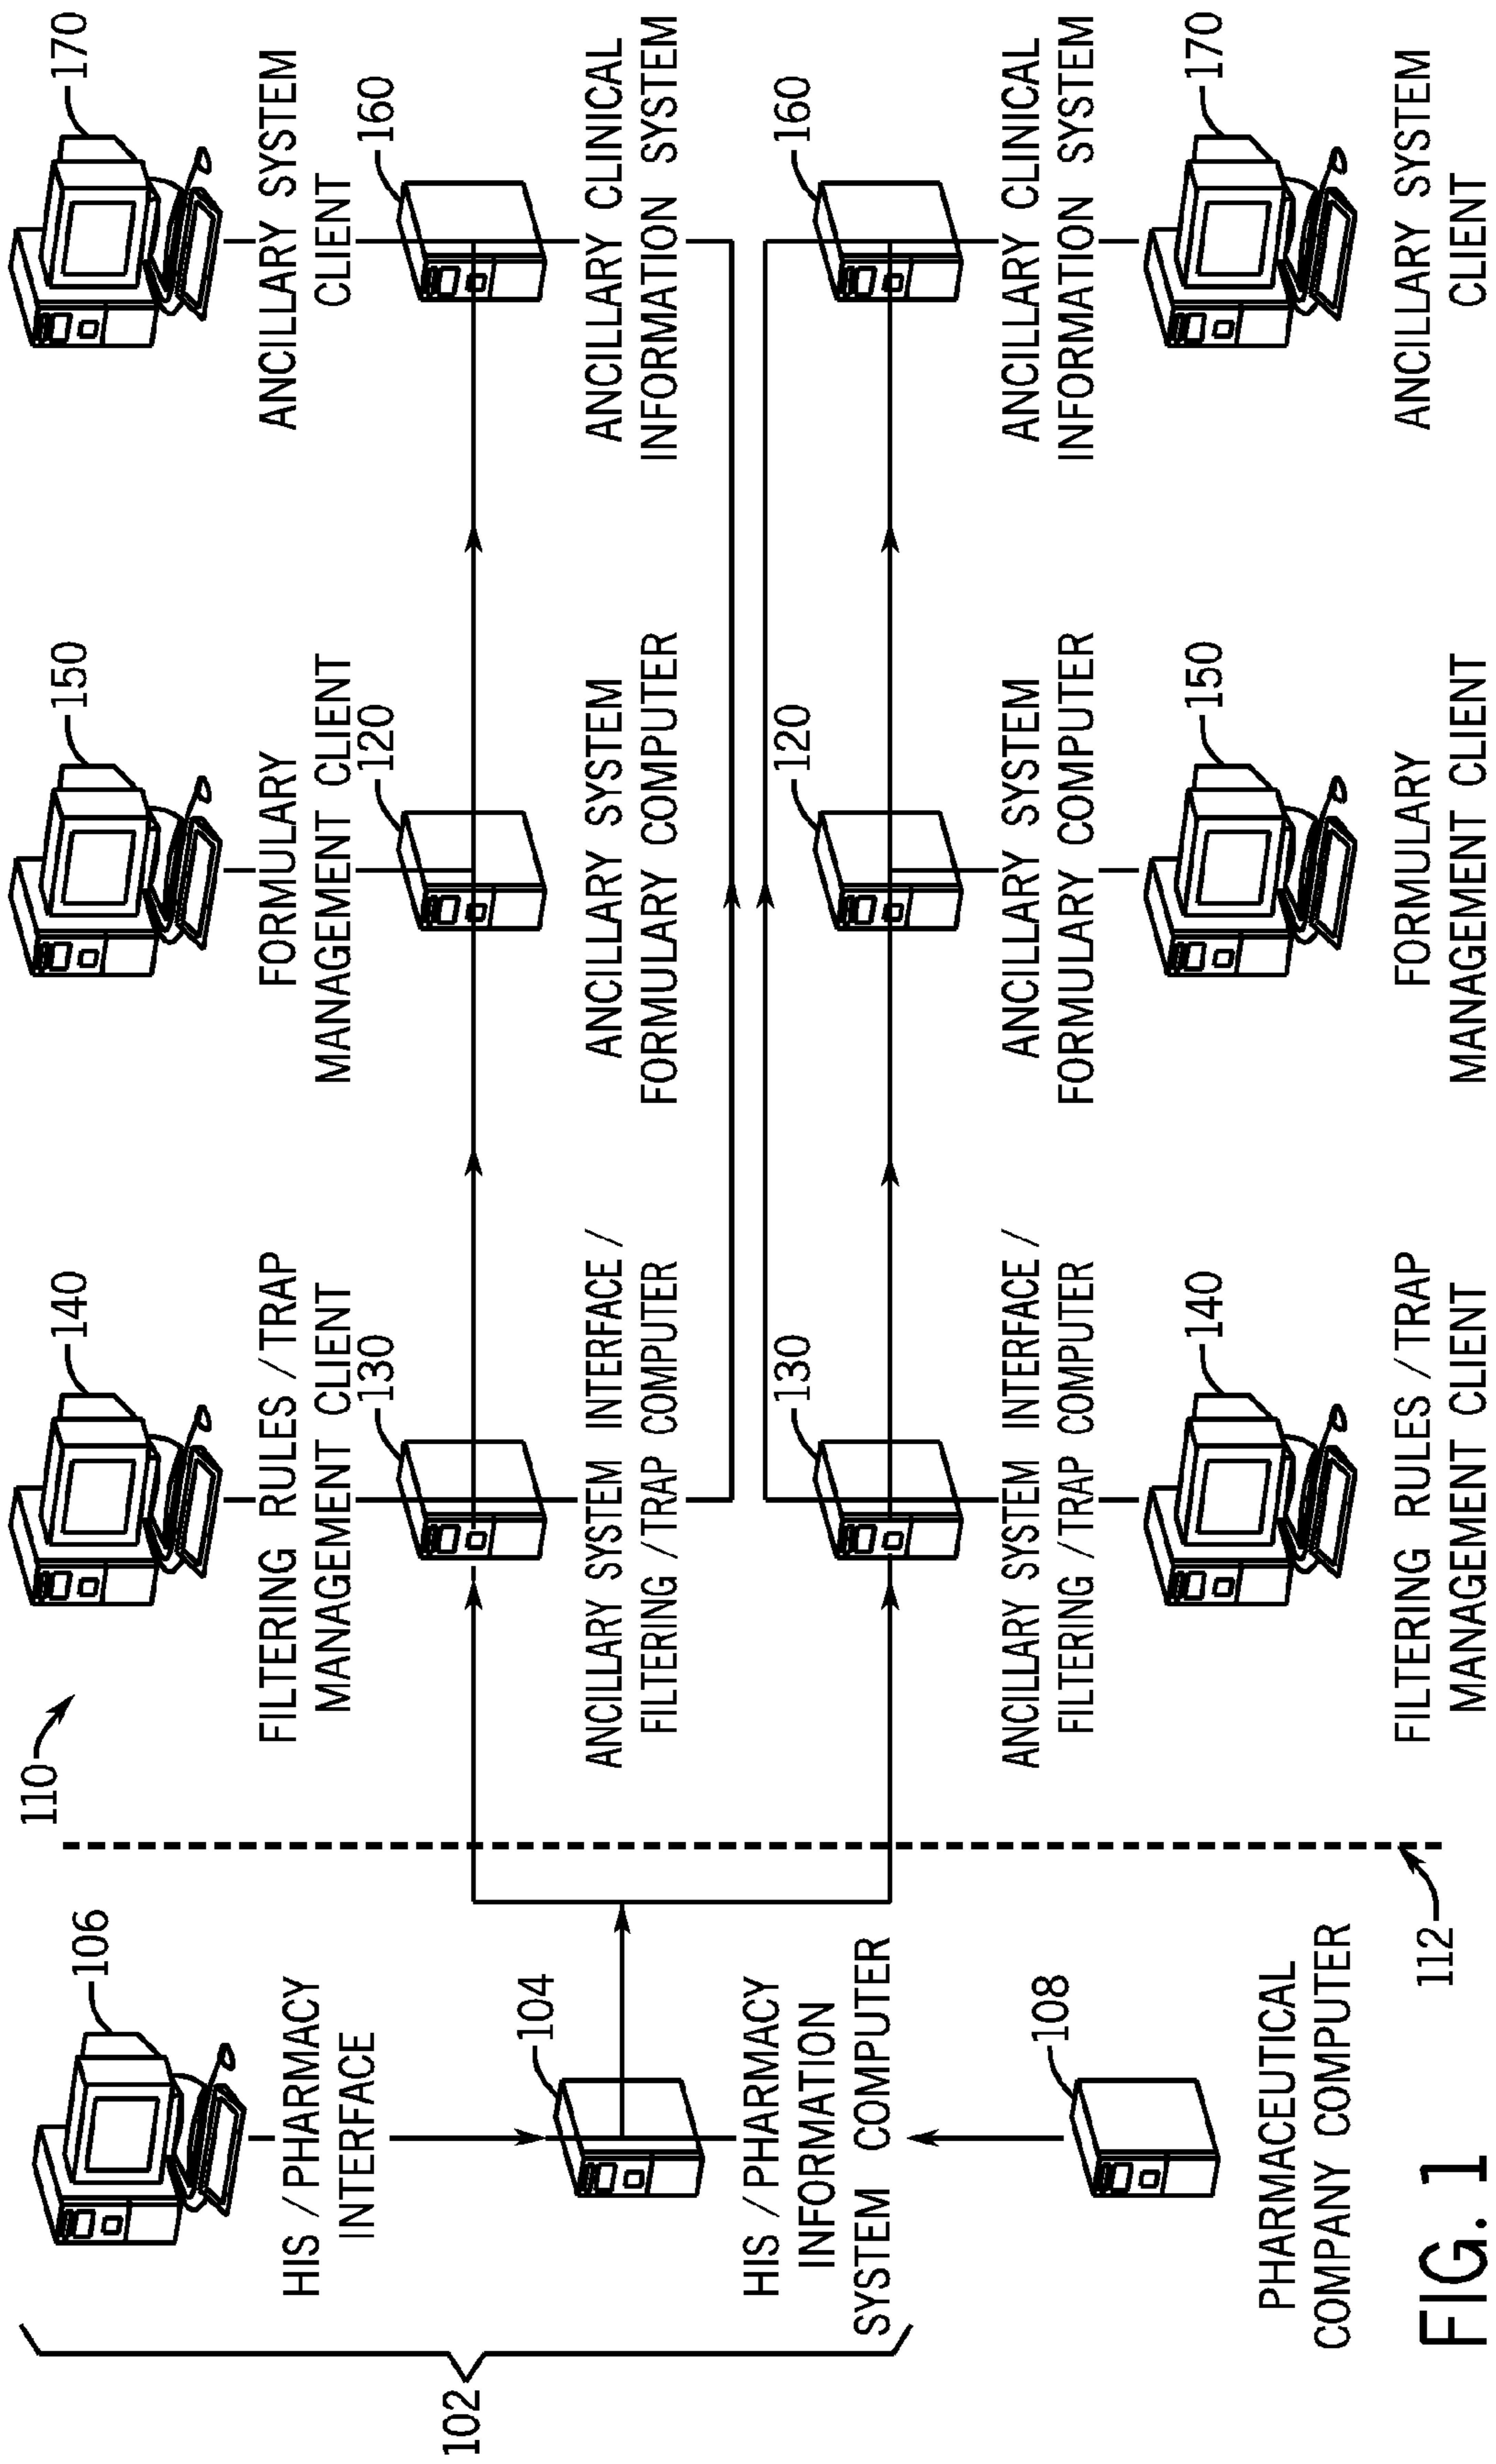 106
HIS / PHARMACY
INTERFACE
102
104
HIS / PHARMACY
INFORMATION
SYSTEM COMPUTER
108
PHARMACEUTICAL
COMPANY COMPUTER
110
112
140
FILTERING RULES / TRAP
MANAGEMENT CLIENT
130
ANCILLARY SYSTEM INTERFACE /
FILTERING / TRAP COMPUTER
150
FORMULARY
MANAGEMENT CLIENT
120
ANCILLARY SYSTEM
FORMULARY COMPUTER
170
ANCILLARY SYSTEM
CLIENT
160
ANCILLARY CLINICAL
INFORMATION SYSTEM
130
ANCILLARY SYSTEM INTERFACE /
FILTERING / TRAP COMPUTER
140
FILTERING RULES / TRAP
MANAGEMENT CLIENT
120
ANCILLARY SYSTEM
FORMULARY COMPUTER
150
FORMULARY
MANAGEMENT CLIENT
160
ANCILLARY CLINICAL
INFORMATION SYSTEM
170
ANCILLARY SYSTEM
CLIENT
FIG. 1